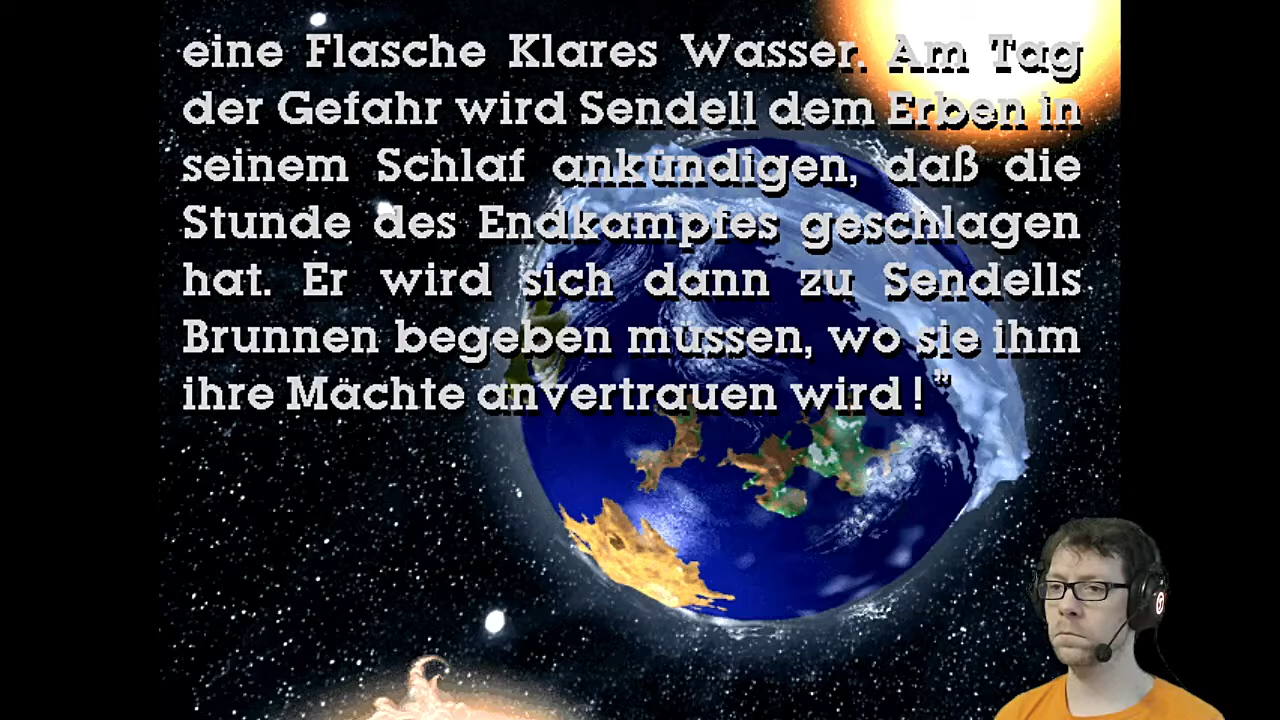 eine Flasche Klares Wasser. Am Tag
der Gefahr wird Sendell dem Erben in
seinem Schlaf ankündigen, daß die
Stunde des Endkampfes geschlagen
hat. Er wird sich dann zu Sendells
Brunnen begeben müssen, wo sie ihm
ihre Mächte anvertrauen wird !"